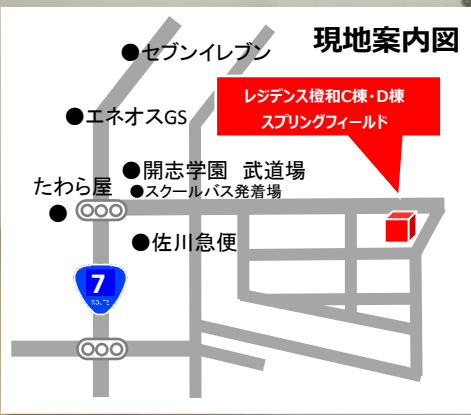 現地案内図
●セブンイレブン
レジデンス橙和C棟・D棟
スプリングフィールド
●エネオスGS
●開志学園 武道場
●スクールバス発着場
たわら屋
●
●佐川急便
7
ROUTE